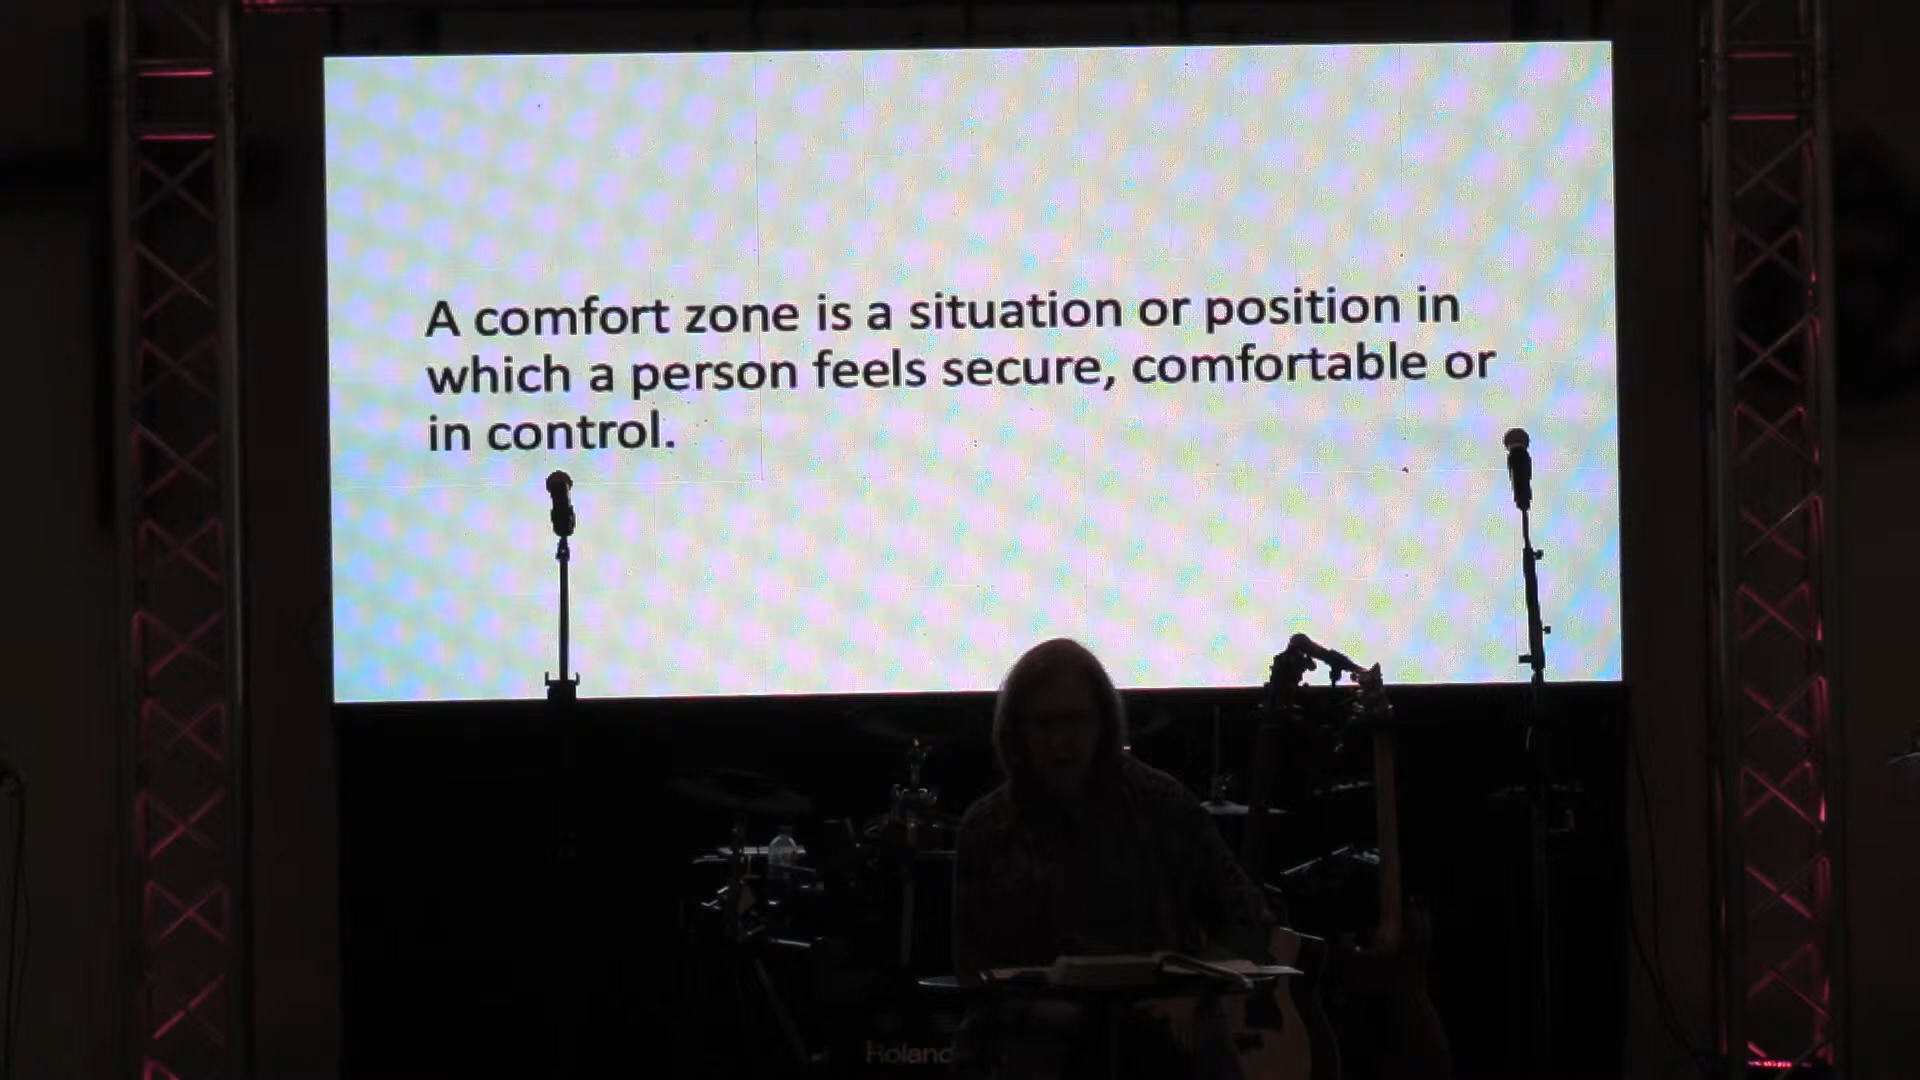 A comfort zone is a situation or position in
which a person feels secure, comfortable or
in control.
Roland